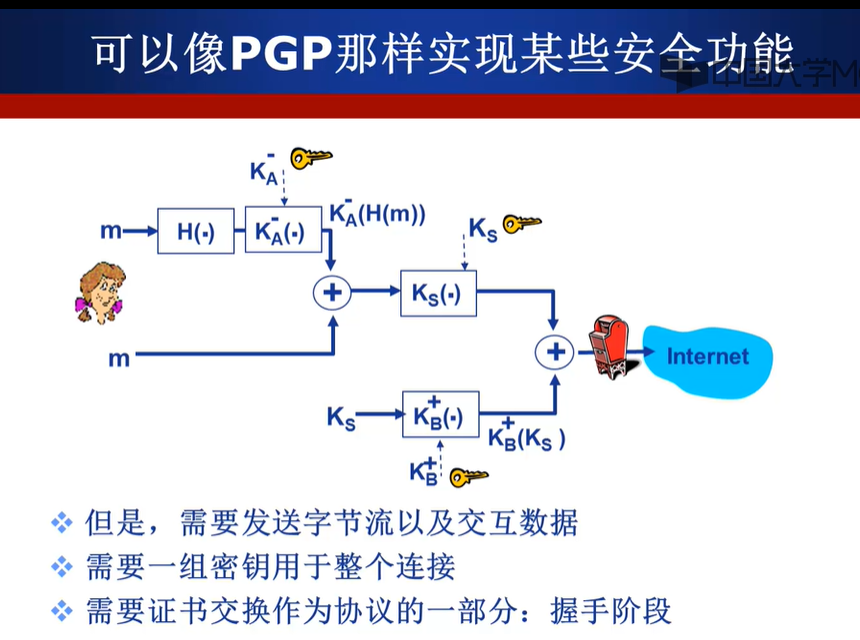 可以像PGP那样实现某些安全功能
中国大学M
K_A^-
m
H(.)
K_A^-(.)
K_A^-(H(m))
K_S
+
K_S(.)
m
+
Internet
K_S
K_B^+(.)
K_B^+(K_S )
K_B^+
❖ 但是，需要发送字节流以及交互数据
❖ 需要一组密钥用于整个连接
❖ 需要证书交换作为协议的一部分：握手阶段